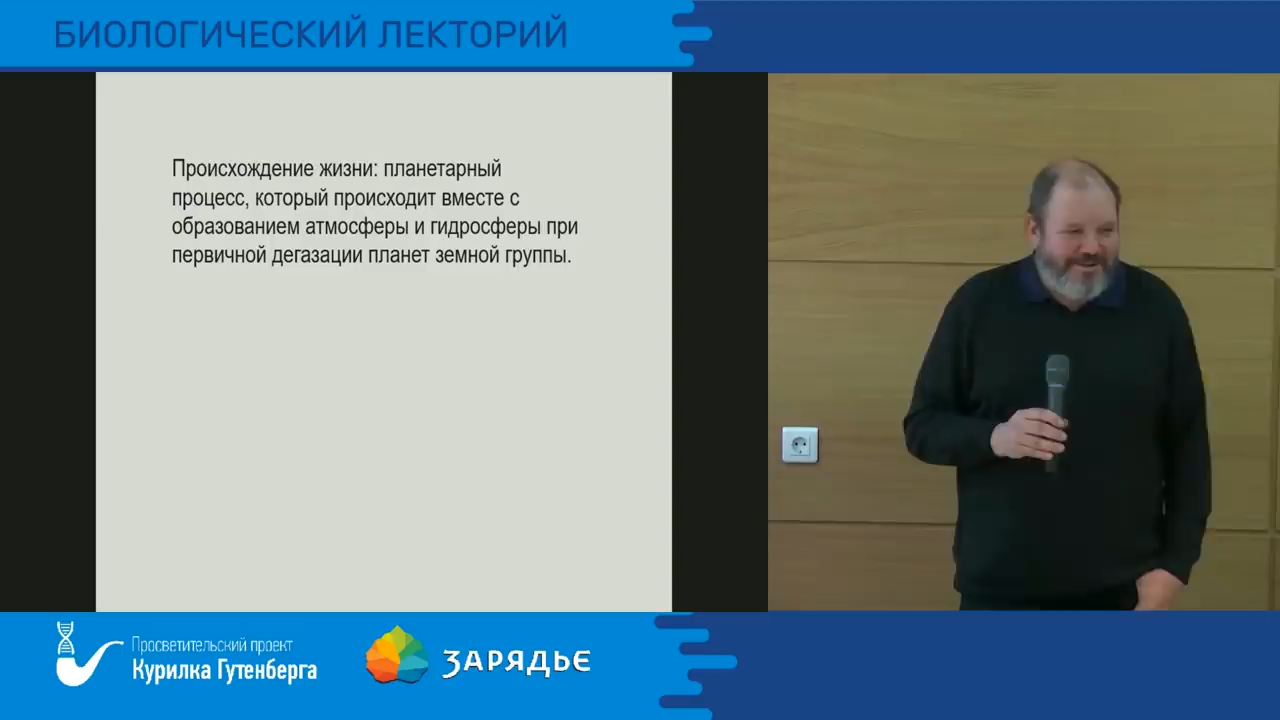 БИОЛОГИЧЕСКИЙ ЛЕКТОРИЙ
Происхождение жизни: планетарный
процесс, который происходит вместе с
образованием атмосферы и гидросферы при
первичной дегазации планет земной группы.
Просветительский проект
Курилка Гутенберга
ЗАРЯДЬЕ